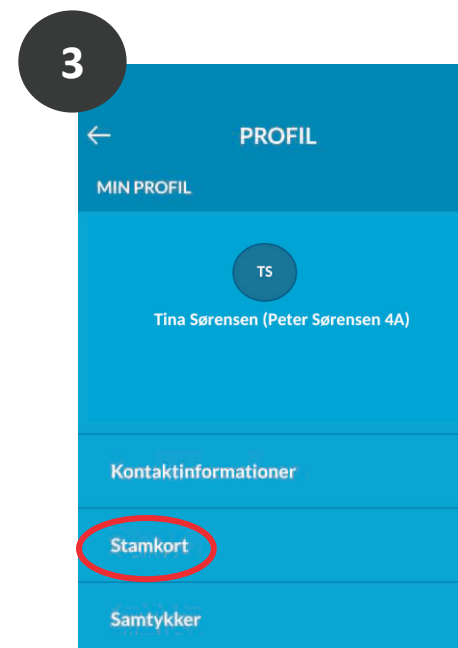 3
PROFIL
MIN PROFIL
TS
Tina Sørensen (Peter Sørensen 4A)
Kontaktinformationer
Stamkort
Samtykker